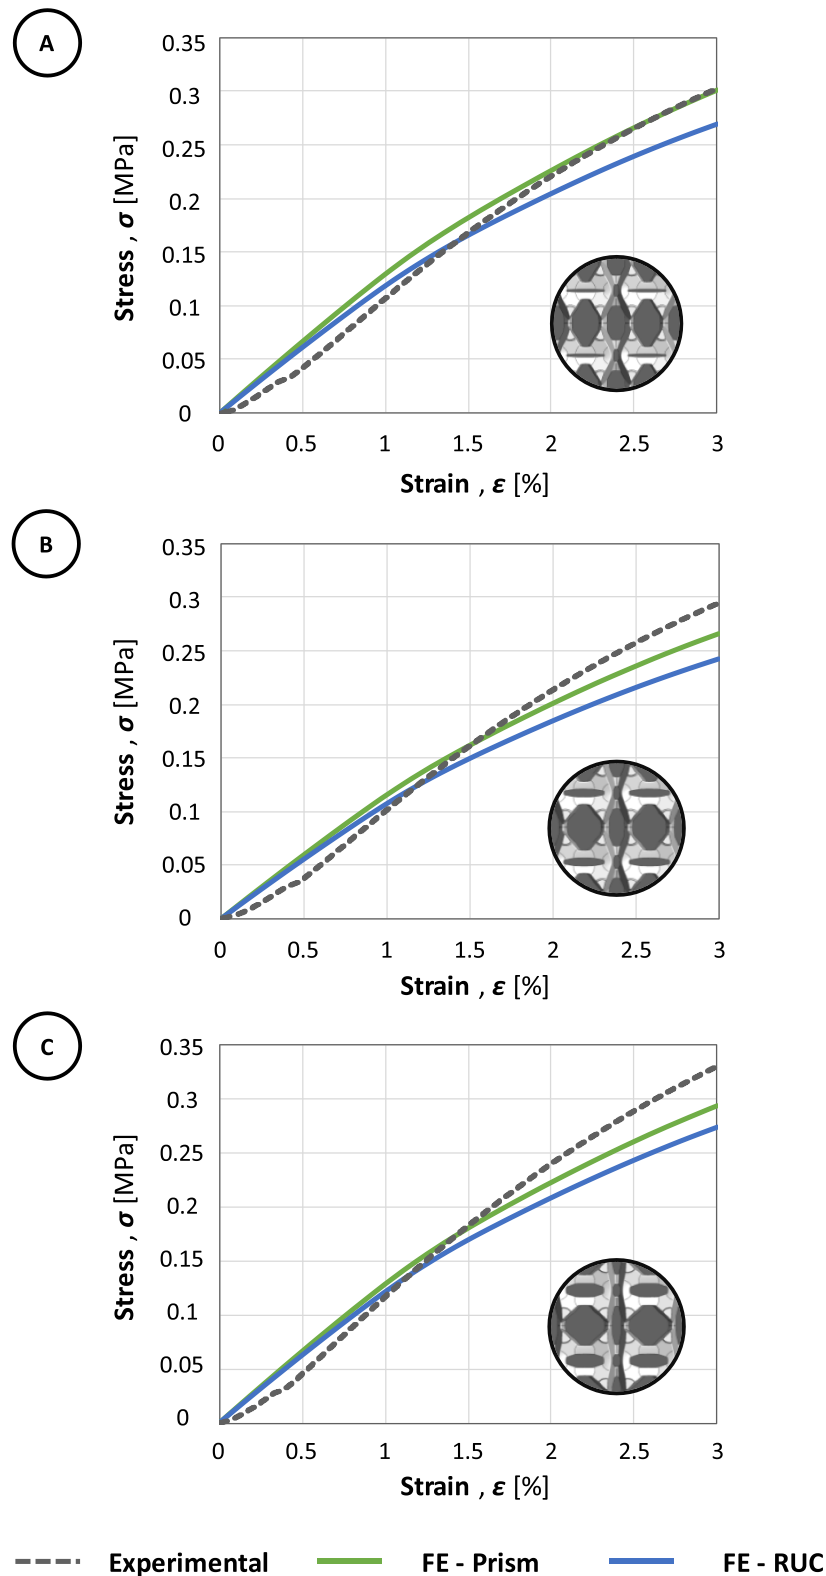 A
0.35
0.3
0.25
0.2
0.15
0.1
0.05
0
Stress , σ [MPa]
0 0.5 1 1.5 2 2.5 3
Strain , ε [%]
B
0.35
0.3
0.25
0.2
0.15
0.1
0.05
0
Stress , σ [MPa]
0 0.5 1 1.5 2 2.5 3
Strain , ε [%]
C
0.35
0.3
0.25
0.2
0.15
0.1
0.05
0
Stress , σ [MPa]
0 0.5 1 1.5 2 2.5 3
Strain , ε [%]
Experimental FE - Prism FE - RUC